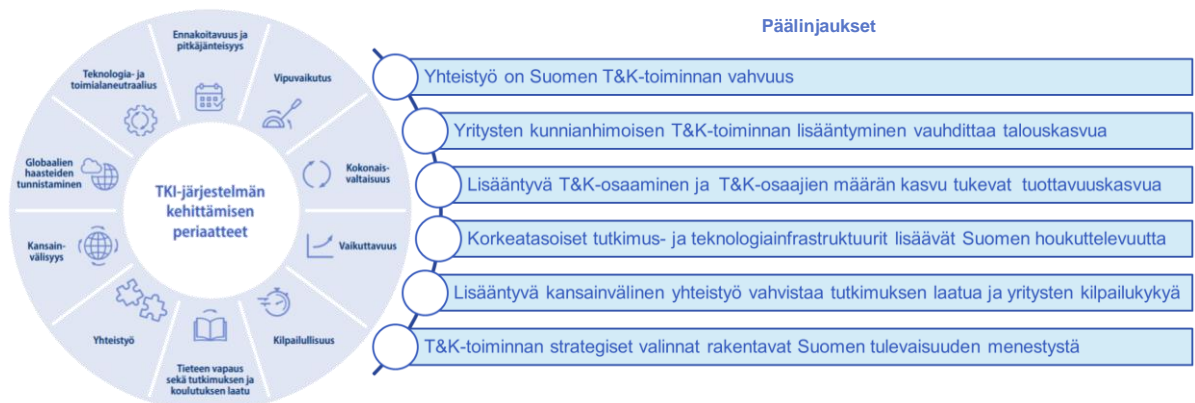 Päälinjaukset
Ennakoitavuus ja
pitkäjänteisyys
Vipuvaikutus
Kokonais-
valtaisuus
Vaikuttavuus
Kilpailullisuus
Tieteen vapaus
sekä tutkimuksen ja
koulutuksen laatu
Yhteistyö
Kansain-
välisyys
Globaalien
haasteiden
tunnistaminen
Teknologia- ja
toimialaneutraalius
TKI-järjestelmän
kehittämisen
periaatteet
Yhteistyö on Suomen T&K-toiminnan vahvuus
Yritysten kunnianhimoisen T&K-toiminnan lisääntyminen vauhdittaa talouskasvua
Lisääntyvä T&K-osaaminen ja T&K-osaajien määrän kasvu tukevat tuottavuuskasvua
Korkeatasoiset tutkimus- ja teknologiainfrastruktuurit lisäävät Suomen houkuttelevuutta
Lisääntyvä kansainvälinen yhteistyö vahvistaa tutkimuksen laatua ja yritysten kilpailukykyä
T&K-toiminnan strategiset valinnat rakentavat Suomen tulevaisuuden menestystä